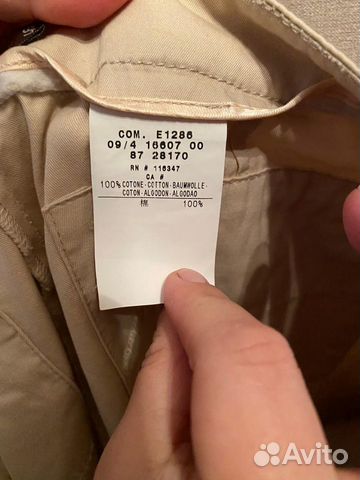 COM. E1286
09/4 16607 00
87 28170
RN # 116347
CA #
100% COTONE-COTTON-BAUMWOLLE-
COTON-ALGODON-ALGODAO
棉 100%
Avito